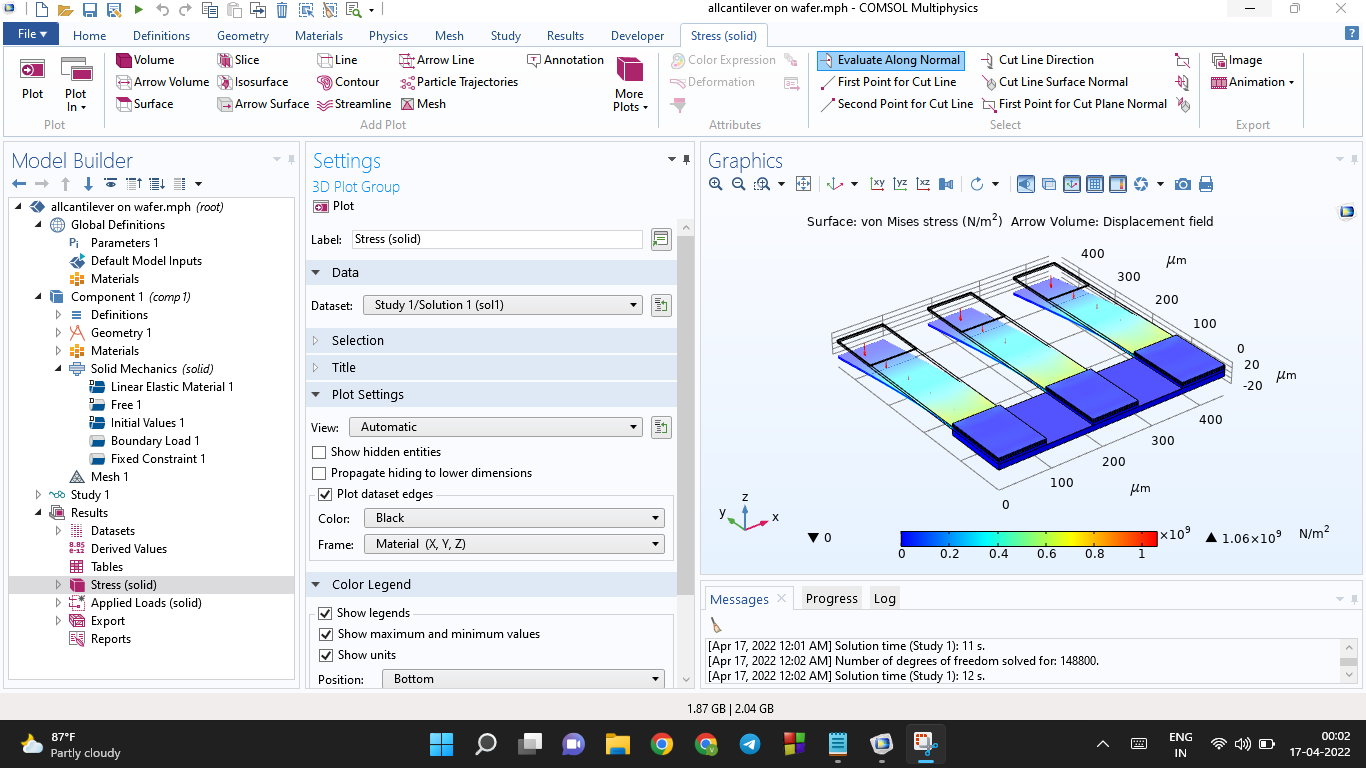 allcantilever on wafer.mph - COMSOL Multiphysics
File Home Definitions Geometry Materials Physics Mesh Study Results Developer Stress (solid)
Volume Slice Line Arrow Line Annotation Color Expression Evaluate Along Normal Cut Line Direction Image
Arrow Volume Isosurface Contour Particle Trajectories Deformation First Point for Cut Line Cut Line Surface Normal Animation
Surface Arrow Surface Streamline Mesh Second Point for Cut Line First Point for Cut Plane Normal
Plot
Plot In
More Plots
Plot Add Plot Attributes Select Export
Model Builder
allcantilever on wafer.mph (root)
Global Definitions
Pi Parameters 1
Default Model Inputs
Materials
Component 1 (comp1)
Definitions
Geometry 1
Materials
Solid Mechanics (solid)
Linear Elastic Material 1
Free 1
Initial Values 1
Boundary Load 1
Fixed Constraint 1
Mesh 1
Study 1
Results
Datasets
8.85 e-12 Derived Values
Tables
Stress (solid)
Applied Loads (solid)
Export
Reports
Settings
3D Plot Group
Plot
Label: Stress (solid)
Data
Dataset: Study 1/Solution 1 (sol1)
Selection
Title
Plot Settings
View: Automatic
Show hidden entities
Propagate hiding to lower dimensions
Plot dataset edges
Color: Black
Frame: Material (X, Y, Z)
Color Legend
Show legends
Show maximum and minimum values
Show units
Position: Bottom
Graphics
xy yz xz
Surface: von Mises stress (N/m²) Arrow Volume: Displacement field
400
µm
300
200
100
0
20
µm
-20
400
300
200
100
µm
0
z
y
x
▼ 0
0 0.2 0.4 0.6 0.8 1
×10⁹
▲ 1.06×10⁹
N/m²
Messages Progress Log
[Apr 17, 2022 12:01 AM] Solution time (Study 1): 11 s.
[Apr 17, 2022 12:02 AM] Number of degrees of freedom solved for: 148800.
[Apr 17, 2022 12:02 AM] Solution time (Study 1): 12 s.
1.87 GB | 2.04 GB
87°F
Partly cloudy
ENG
IN
00:02
17-04-2022